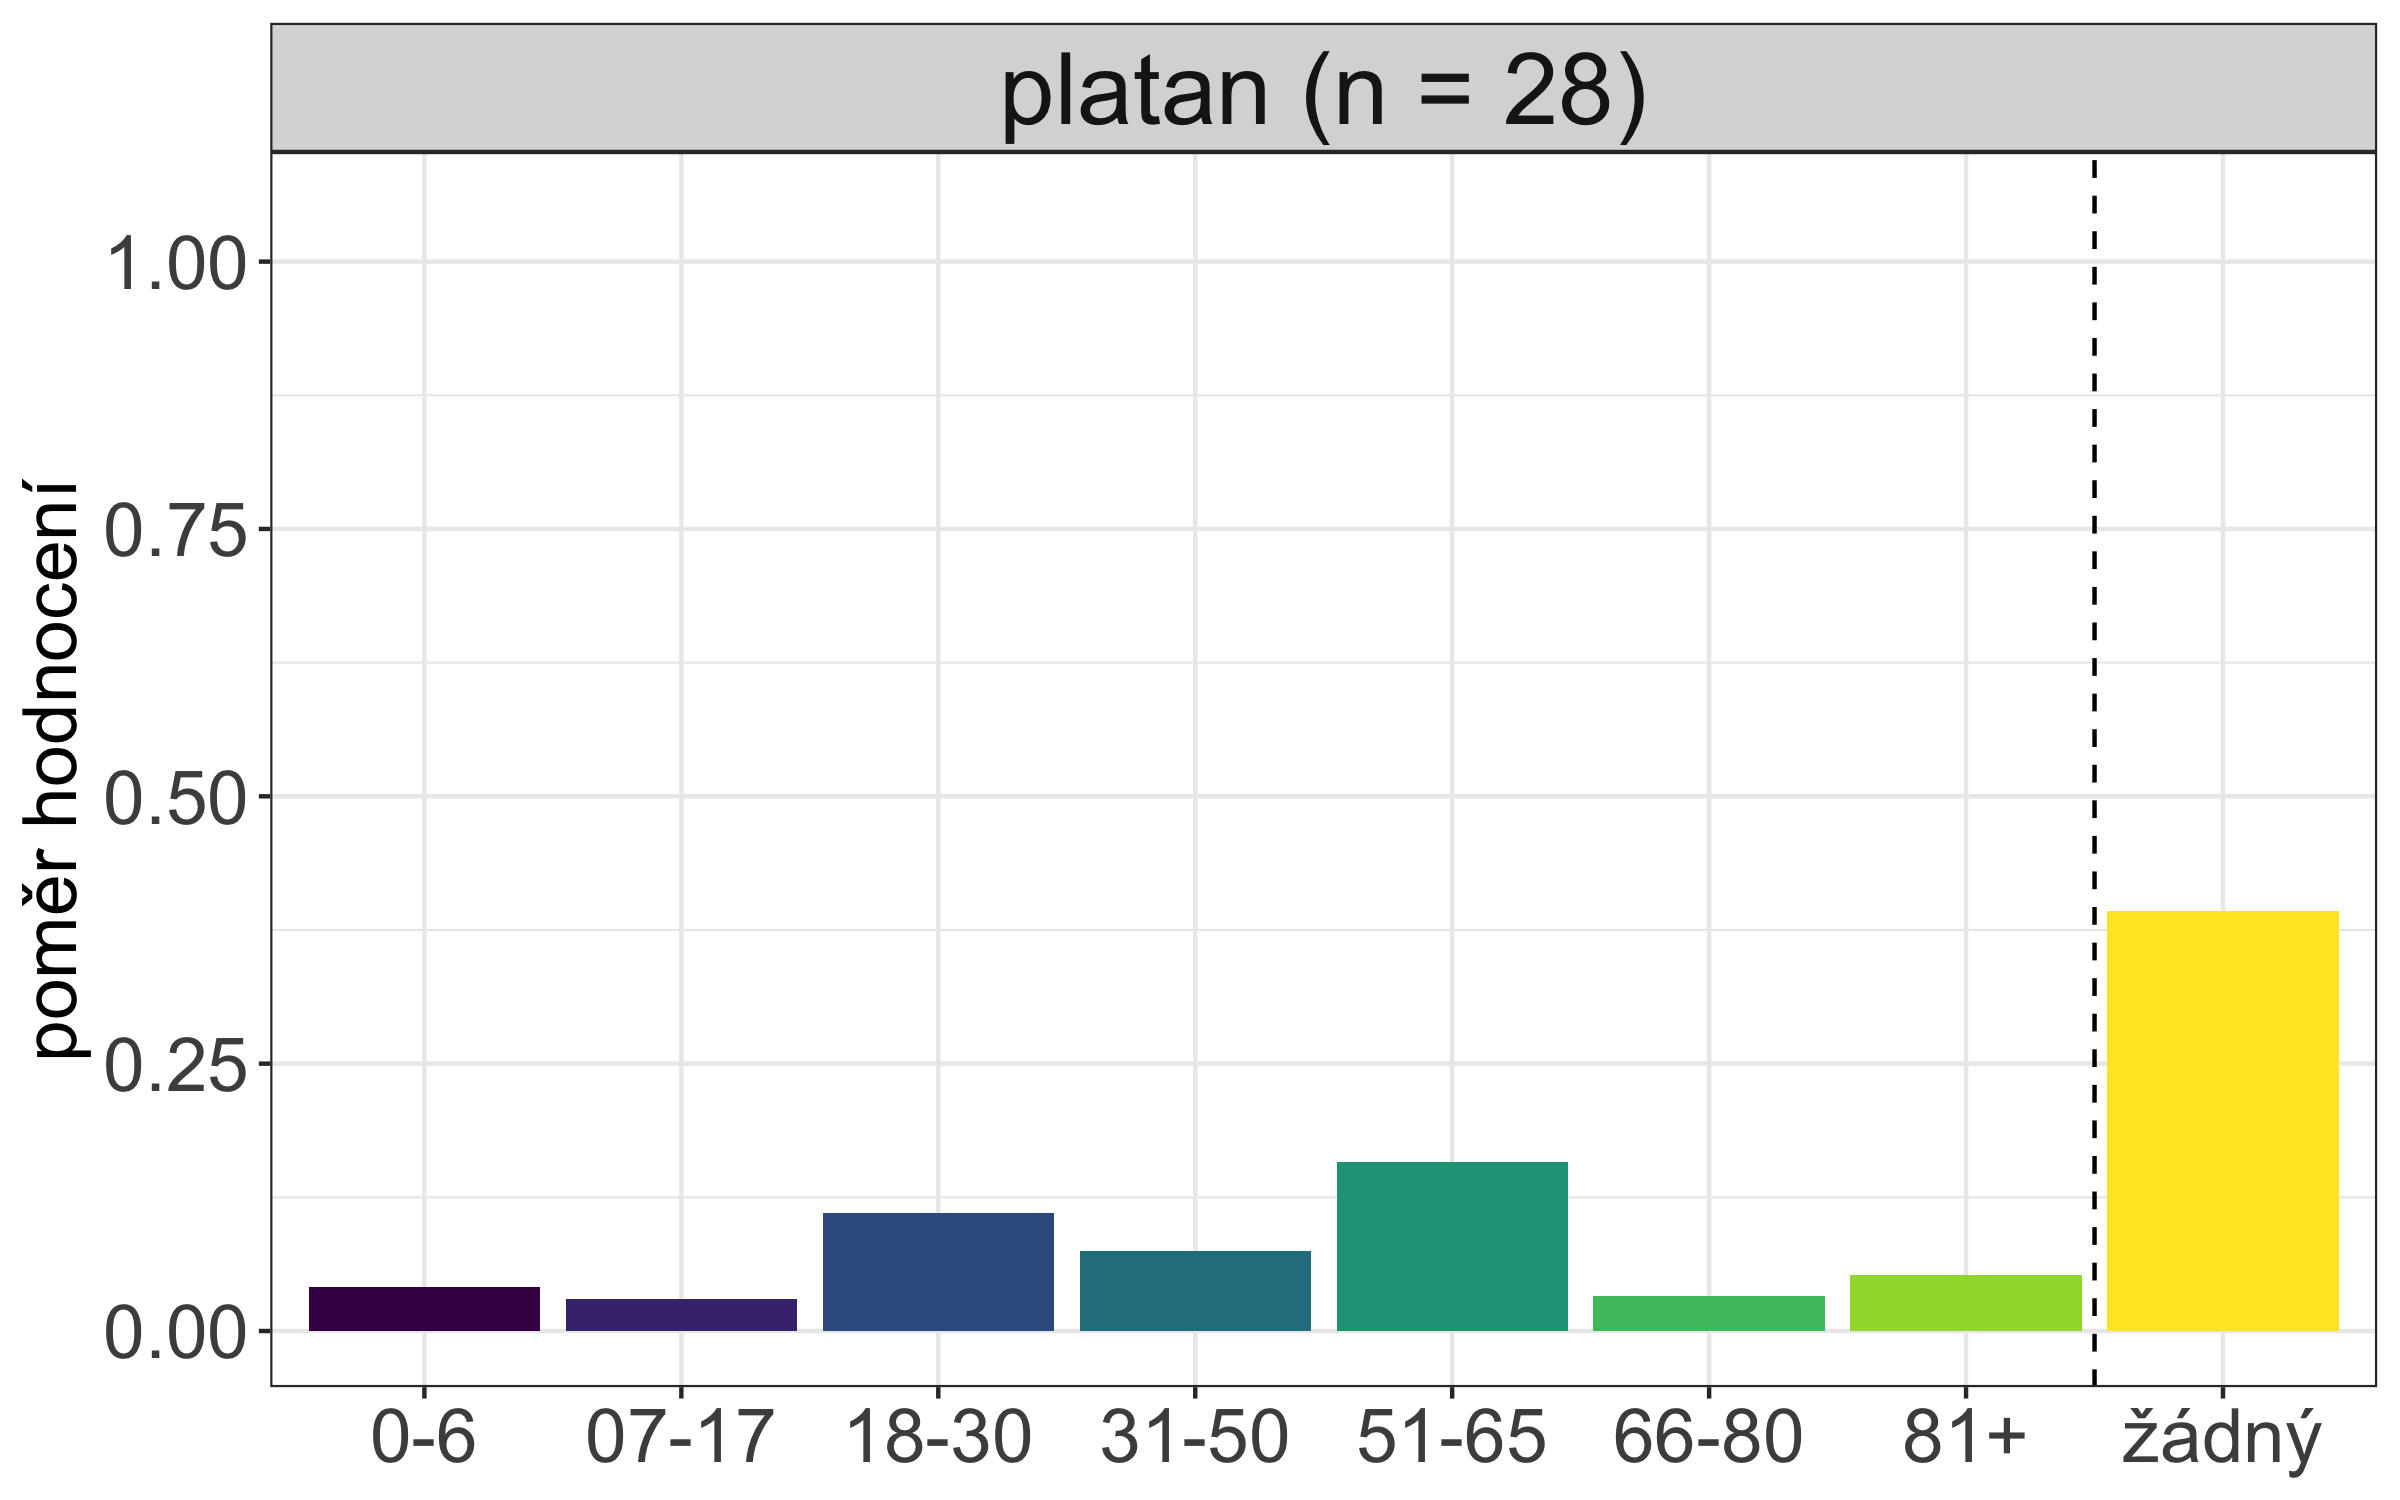 platan (n = 28)
poměr hodnocení
1.00
0.75
0.50
0.25
0.00
0-6 07-17 18-30 31-50 51-65 66-80 81+ žádný